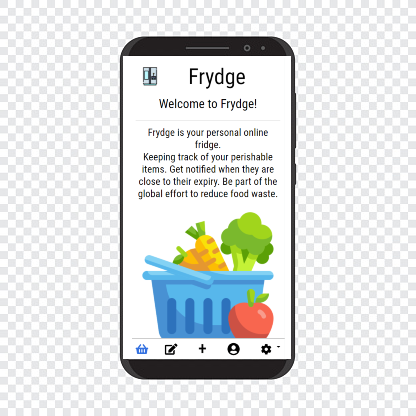 Frydge
Welcome to Frydge!
Frydge is your personal online
fridge.
Keeping track of your perishable
items. Get notified when they are
close to their expiry. Be part of the
global effort to reduce food waste.